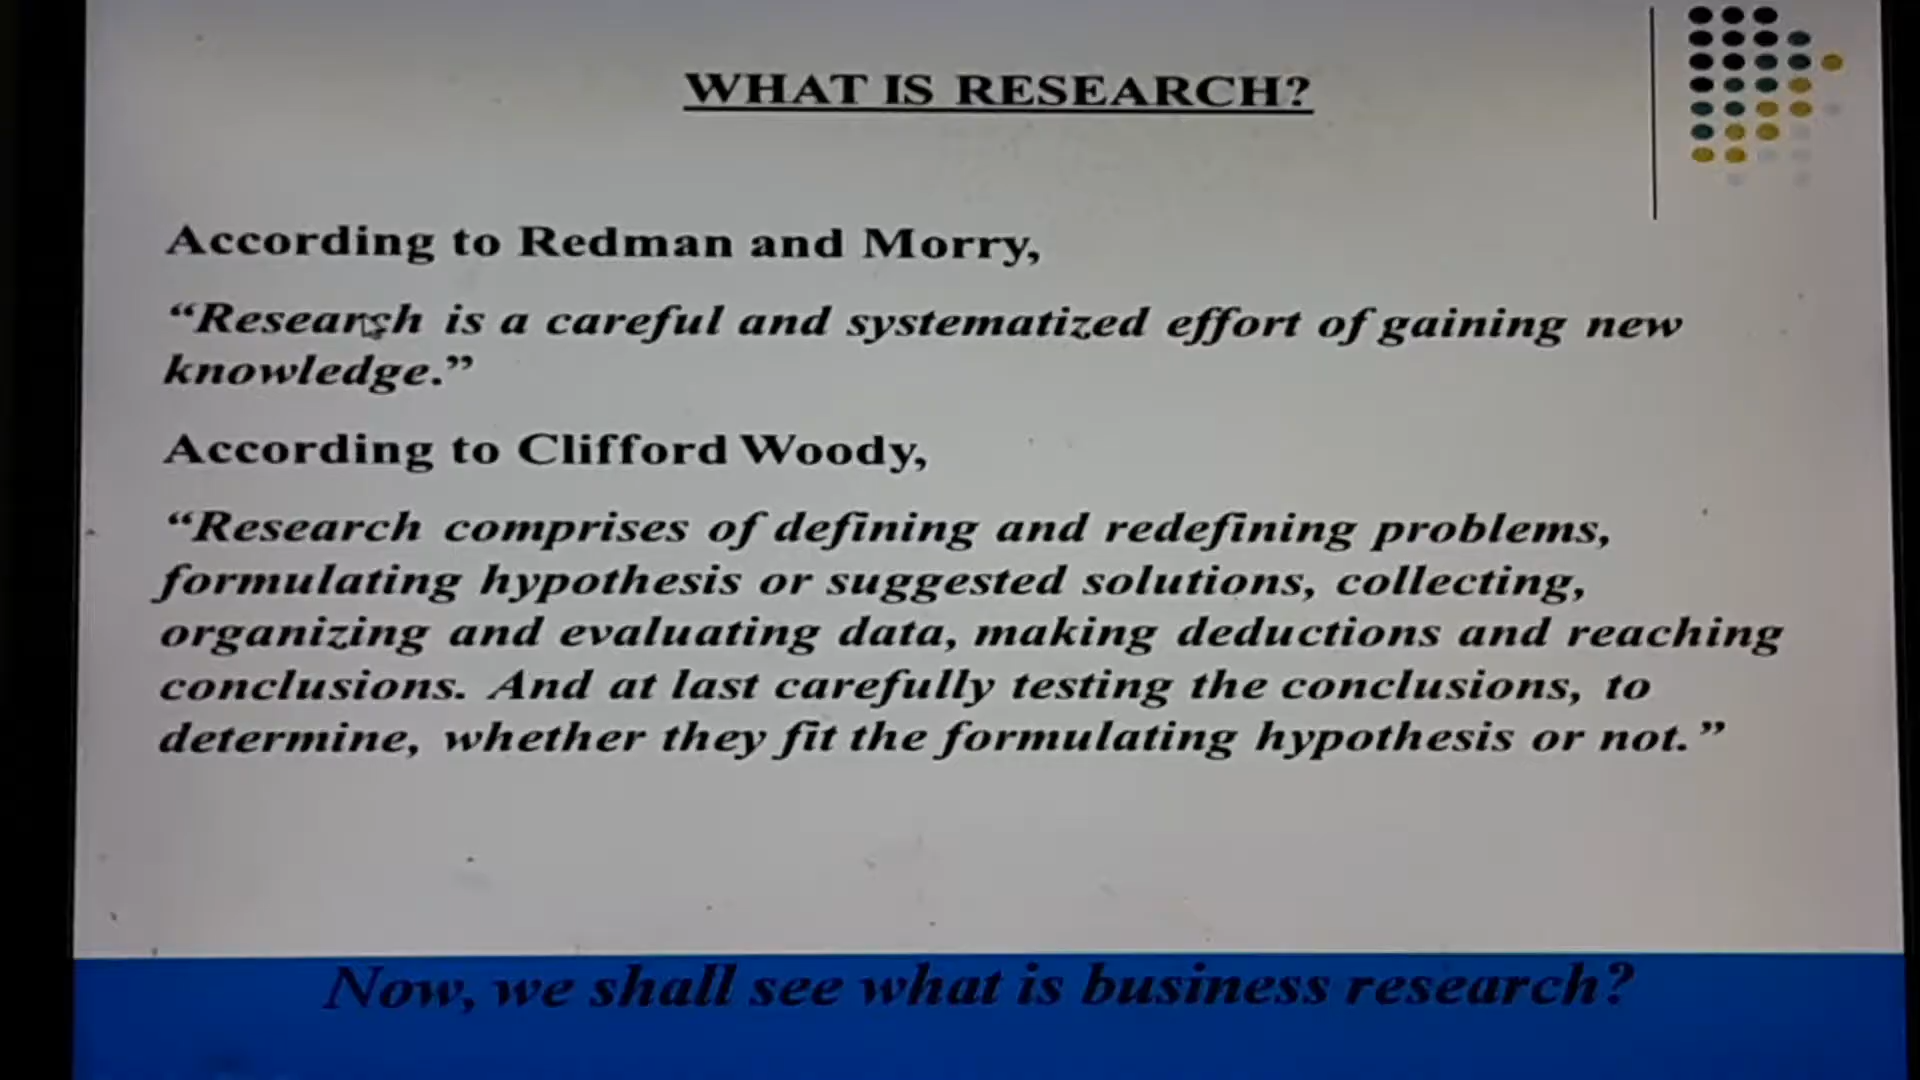 WHAT IS RESEARCH?
According to Redman and Morry,
“Research is a careful and systematized effort of gaining new
knowledge.”
According to Clifford Woody,
“Research comprises of defining and redefining problems,
formulating hypothesis or suggested solutions, collecting,
organizing and evaluating data, making deductions and reaching
conclusions. And at last carefully testing the conclusions, to
determine, whether they fit the formulating hypothesis or not.”
Now, we shall see what is business research?